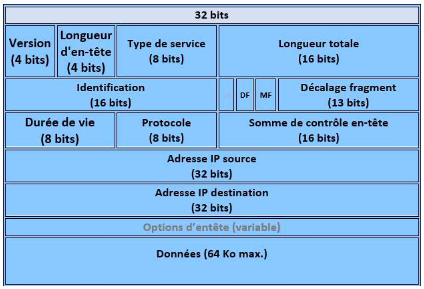 32 bits
Version
(4 bits)
Longueur
d'en-tête
(4 bits)
Type de service
(8 bits)
Longueur totale
(16 bits)
Identification
(16 bits)
DF
MF
Décalage fragment
(13 bits)
Durée de vie
(8 bits)
Protocole
(8 bits)
Somme de contrôle en-tête
(16 bits)
Adresse IP source
(32 bits)
Adresse IP destination
(32 bits)
Options d'entête (variable)
Données (64 Ko max.)